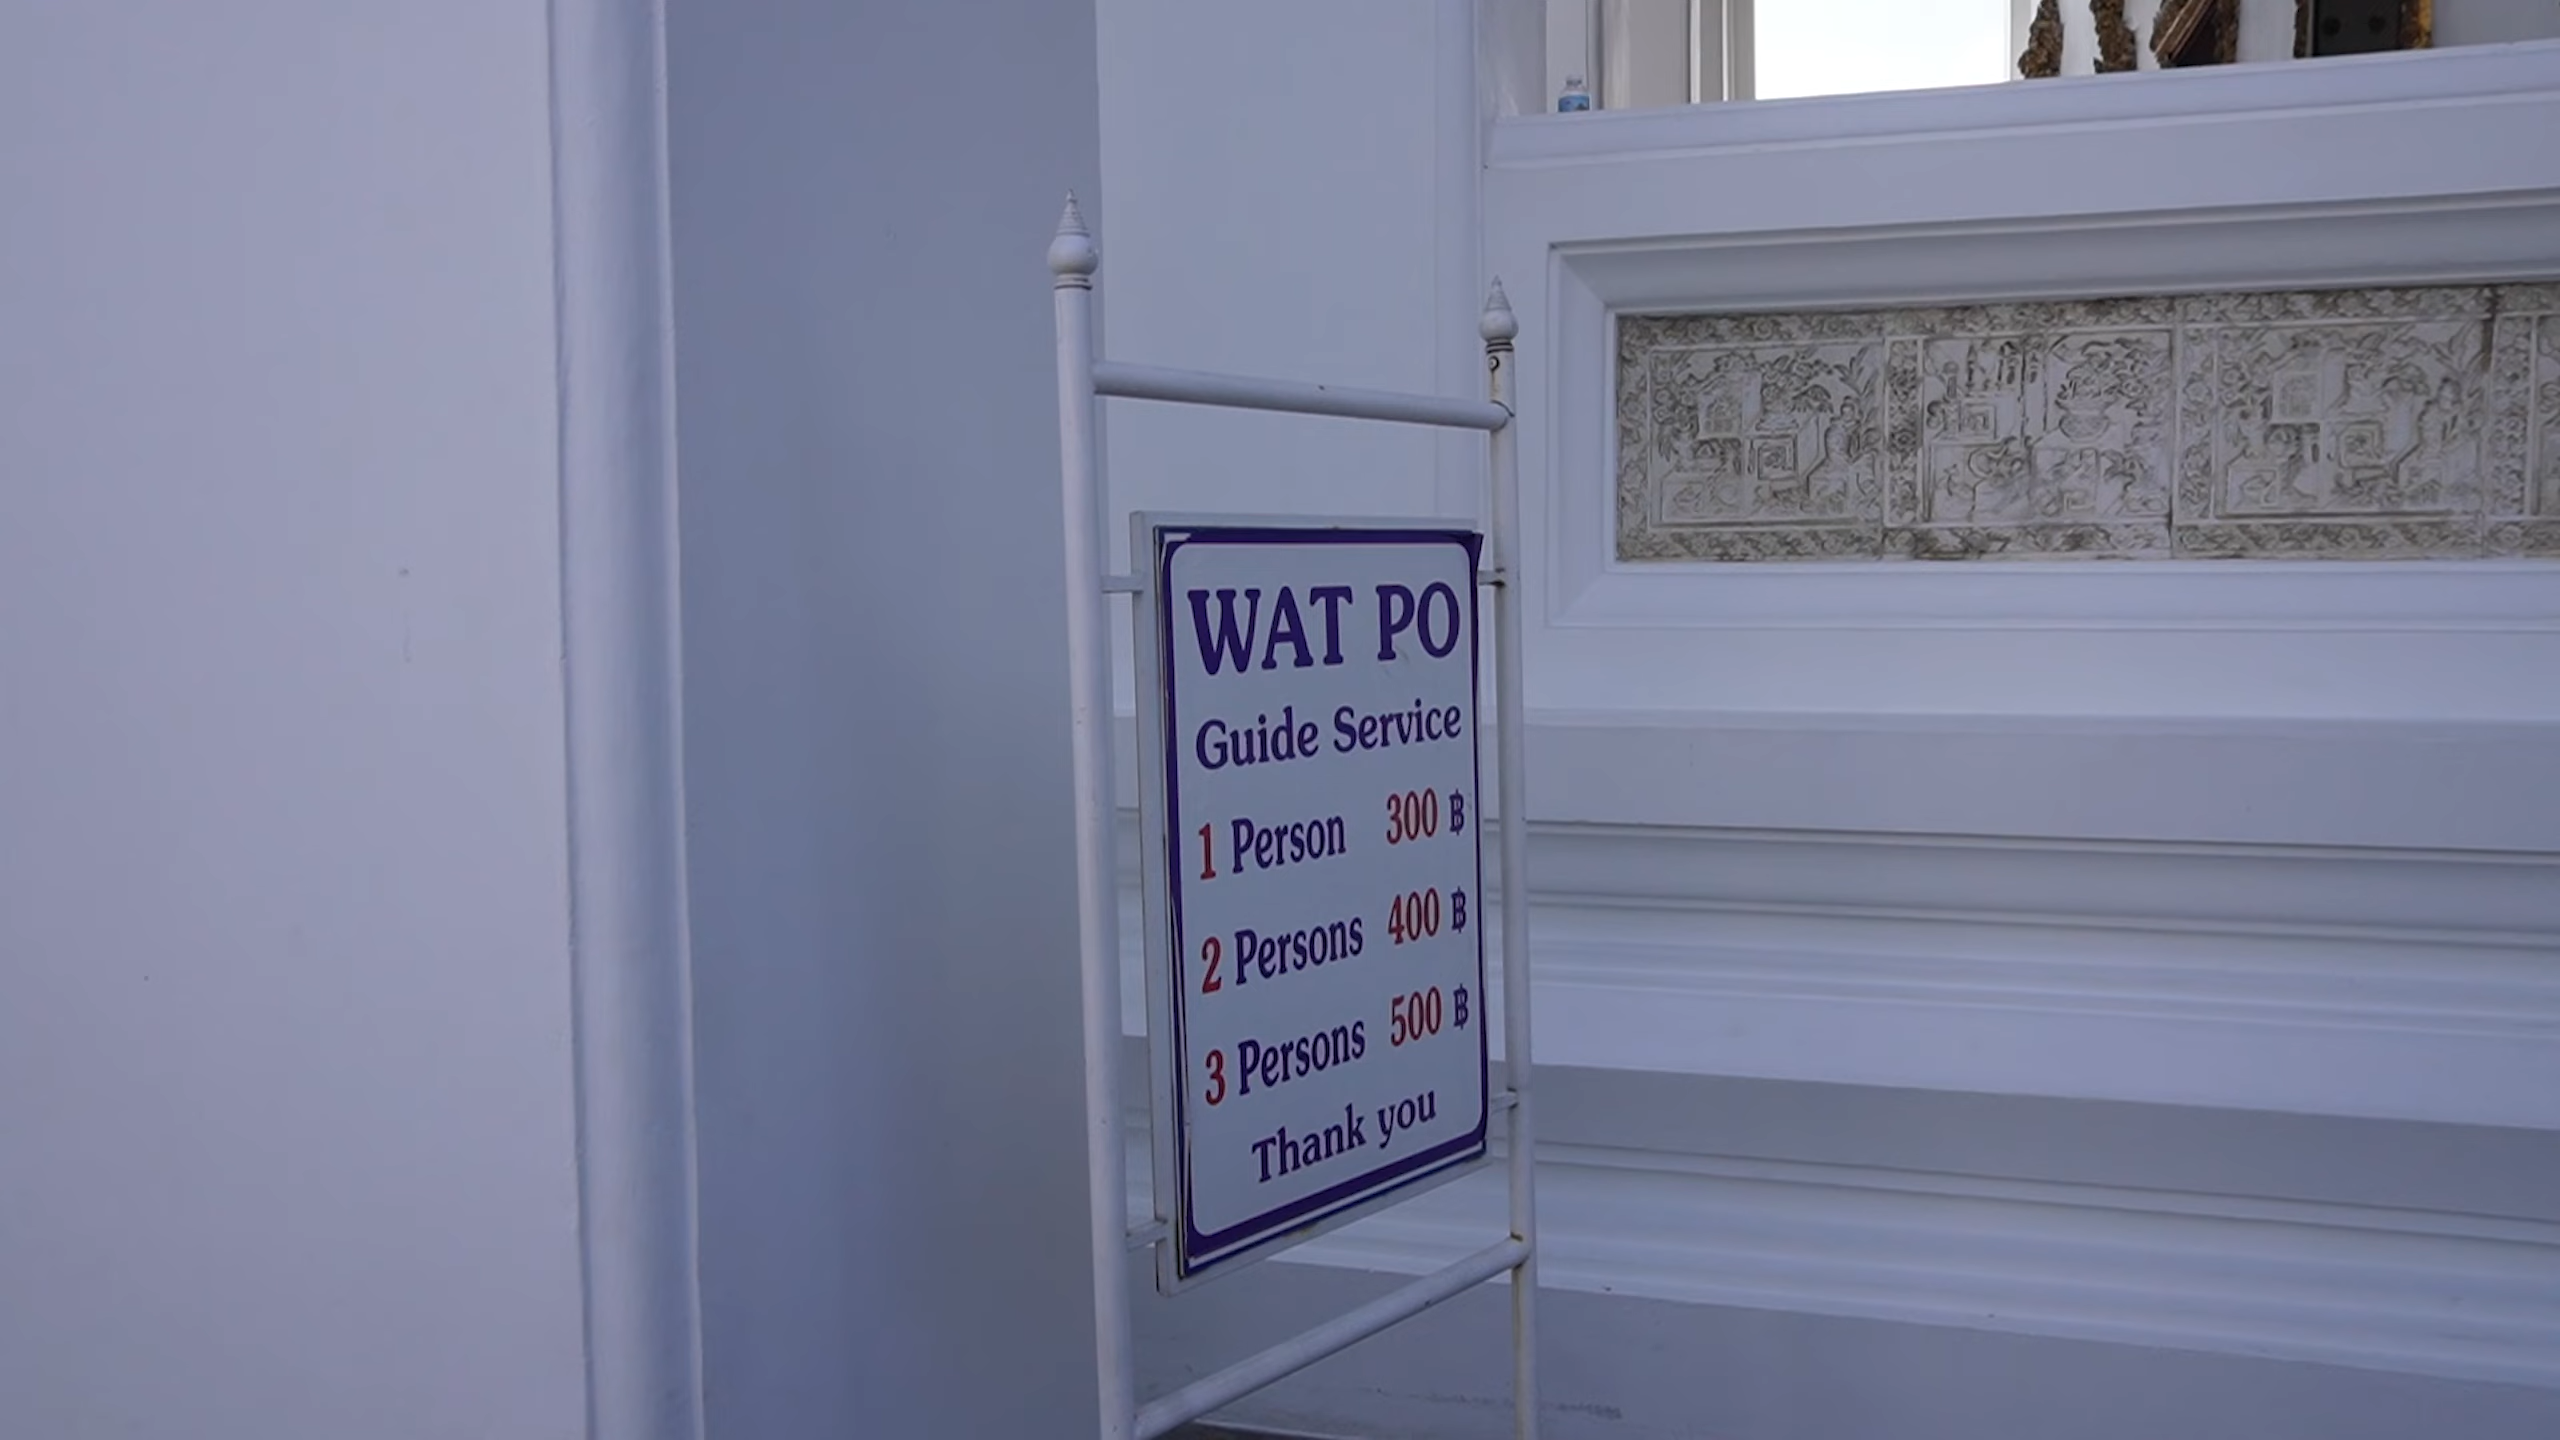 WAT PO
Guide Service
1 Person 300 ฿
2 Persons 400 ฿
3 Persons 500 ฿
Thank you